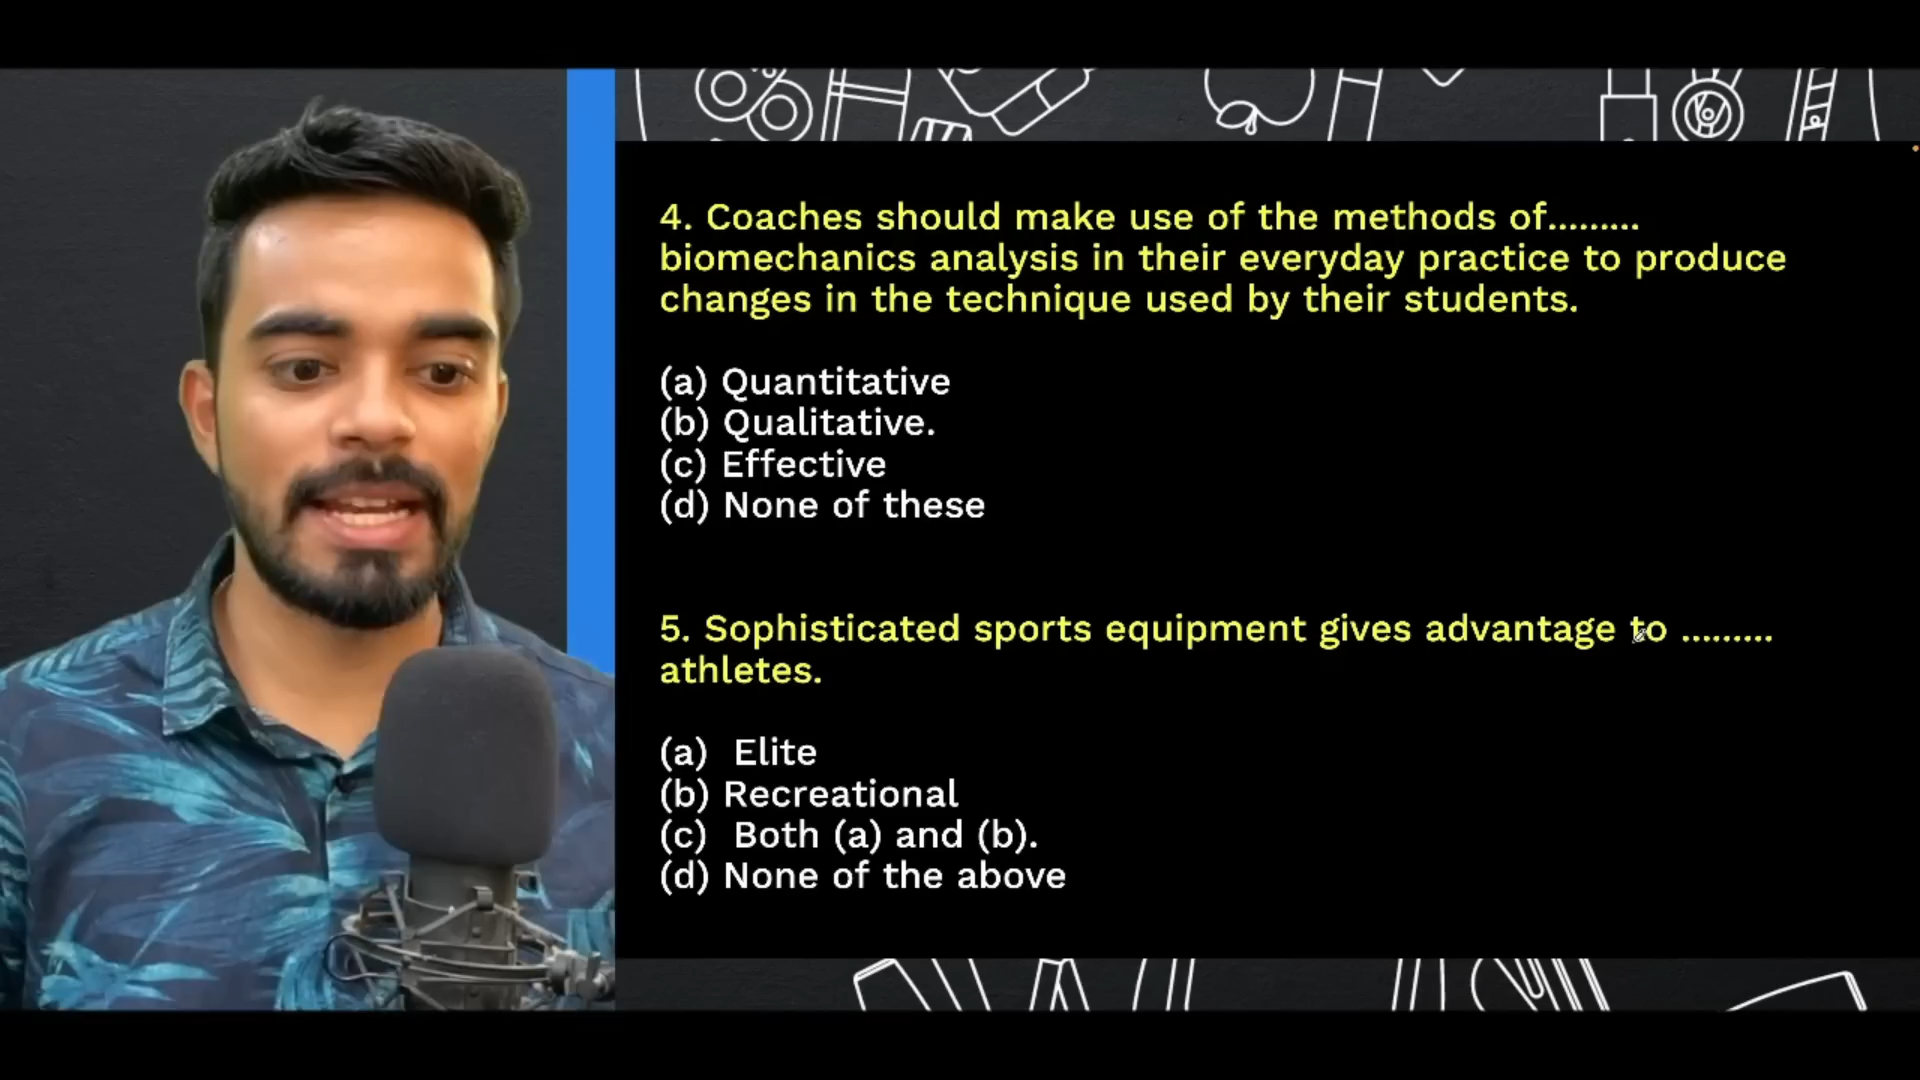 4. Coaches should make use of the methods of.........
biomechanics analysis in their everyday practice to produce
changes in the technique used by their students.
(a) Quantitative
(b) Qualitative.
(c) Effective
(d) None of these
5. Sophisticated sports equipment gives advantage to .........
athletes.
(a) Elite
(b) Recreational
(c) Both (a) and (b).
(d) None of the above